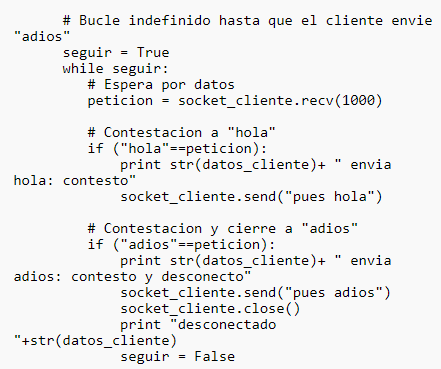 # Bucle indefinido hasta que el cliente envie
"adios"
seguir = True
while seguir:
# Espera por datos
peticion = socket_cliente.recv(1000)
# Contestacion a "hola"
if ("hola"==peticion):
print str(datos_cliente)+ " envia
hola: contesto"
socket_cliente.send("pues hola")
# Contestacion y cierre a "adios"
if ("adios"==peticion):
print str(datos_cliente)+ " envia
adios: contesto y desconecto"
socket_cliente.send("pues adios")
socket_cliente.close()
print "desconectado
"+str(datos_cliente)
seguir = False